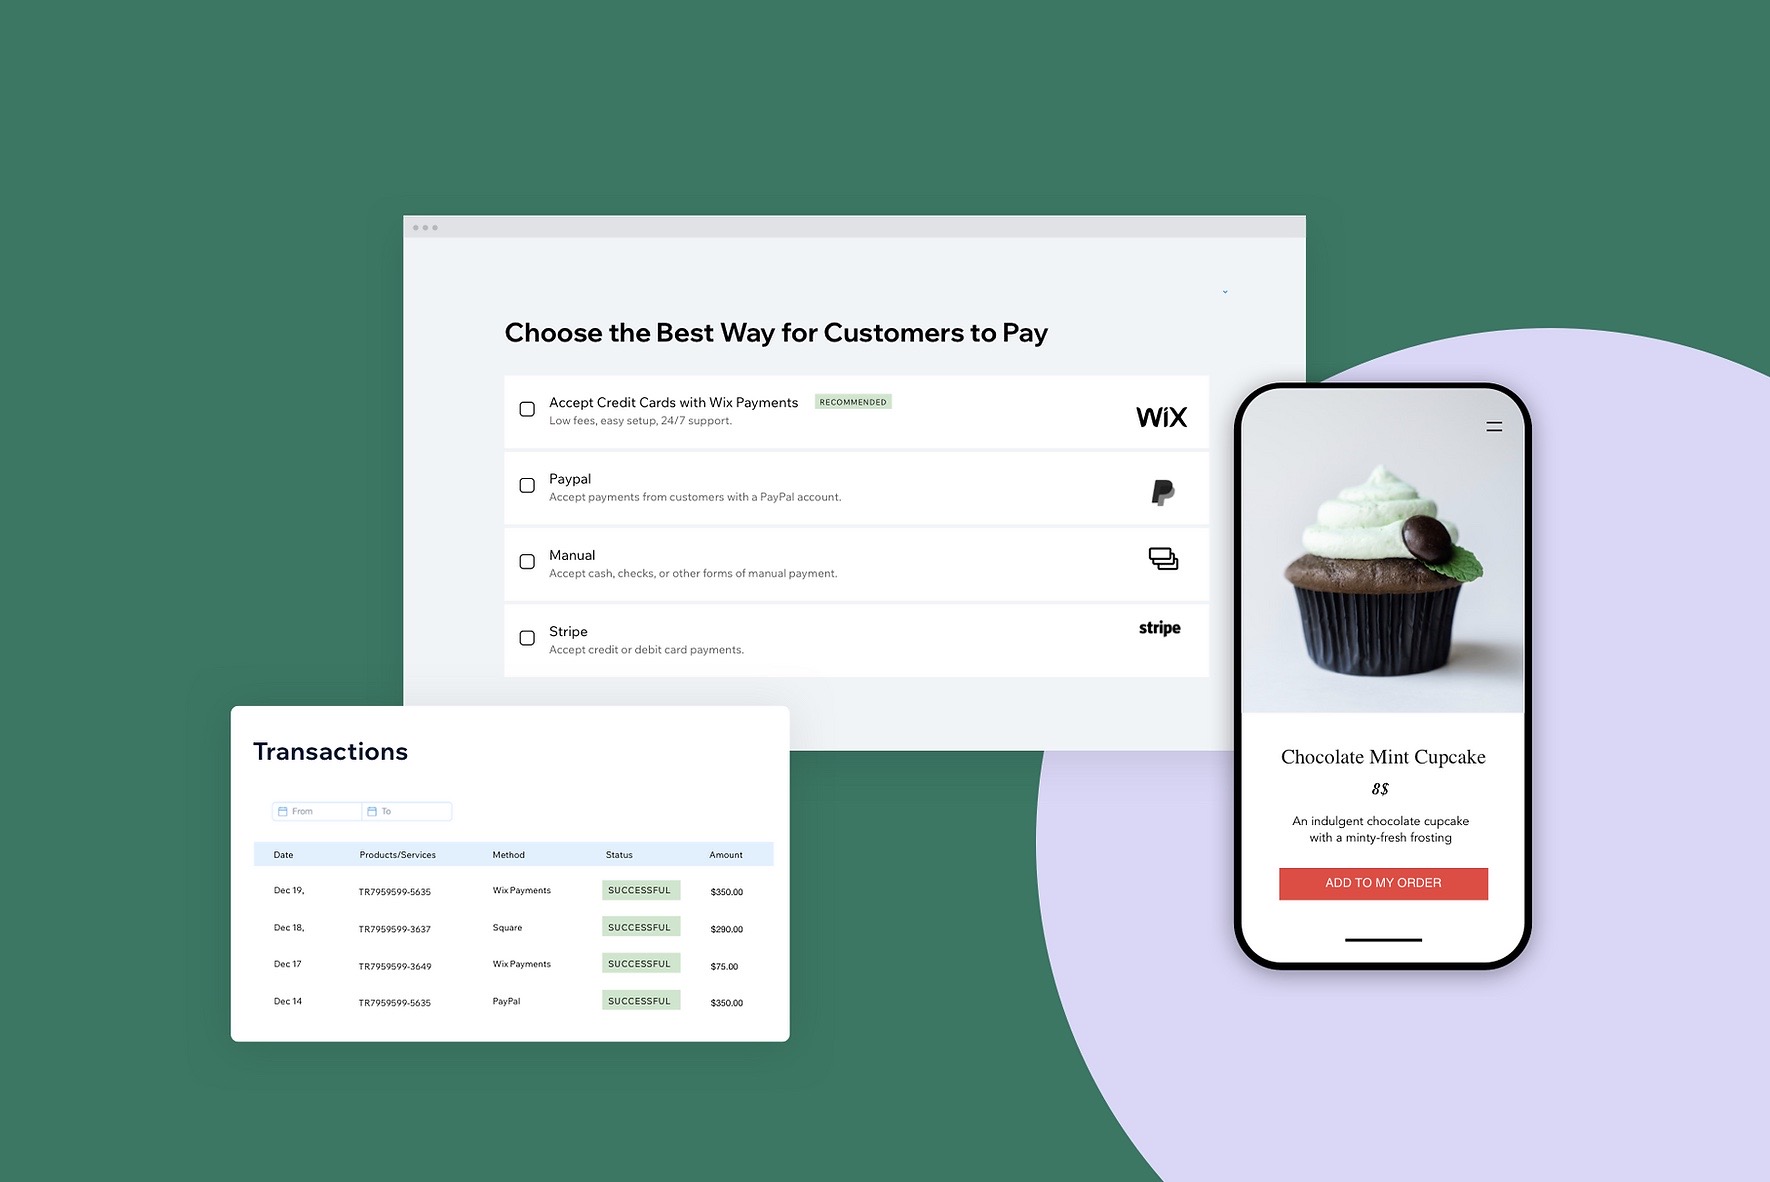 Choose the Best Way for Customers to Pay
Accept Credit Cards with Wix Payments RECOMMENDED
Low fees, easy setup, 24/7 support.
WiX
Paypal
Accept payments from customers with a PayPal account.
Manual
Accept cash, checks, or other forms of manual payment.
Stripe
Accept credit or debit card payments.
stripe
Transactions
From To
Date Products/Services Method Status Amount
Dec 19, TR7959599-5635 Wix Payments SUCCESSFUL $350.00
Dec 18, TR7959599-3637 Square SUCCESSFUL $290.00
Dec 17 TR7959599-3649 Wix Payments SUCCESSFUL $75.00
Dec 14 TR7959599-5635 PayPal SUCCESSFUL $350.00
Chocolate Mint Cupcake
8$
An indulgent chocolate cupcake
with a minty-fresh frosting
ADD TO MY ORDER